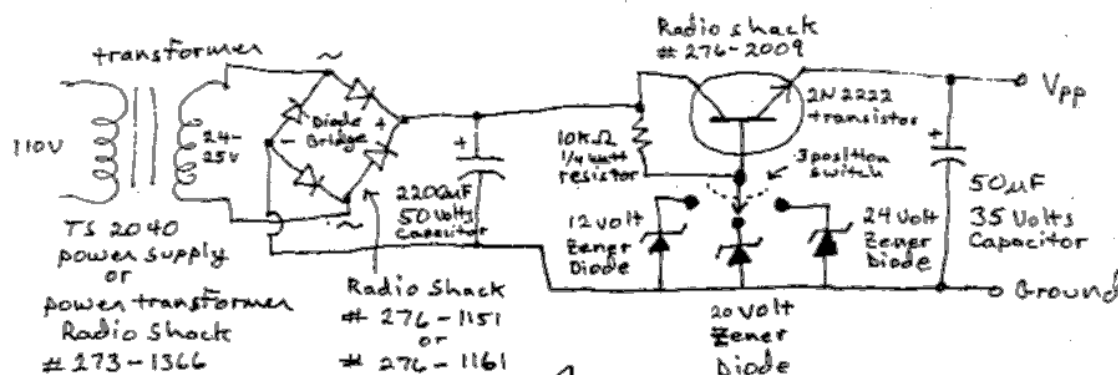 transformer
110V
24-
25V
TS 2040
power supply
or
power transformer
Radio Shack
# 273-1366
~
Diode
Bridge
-
+
~
Radio Shack
# 276-1151
or
# 276-1161
+
2200uF
50 Volts
Capacitor
Radio shack
# 276-2009
2N2222
transistor
10KΩ
1/4 watt
resistor
3 position
switch
12 volt
Zener
Diode
20 Volt
Zener
Diode
24 Volt
Zener
Diode
+
50µF
35 Volts
Capacitor
Vpp
Ground